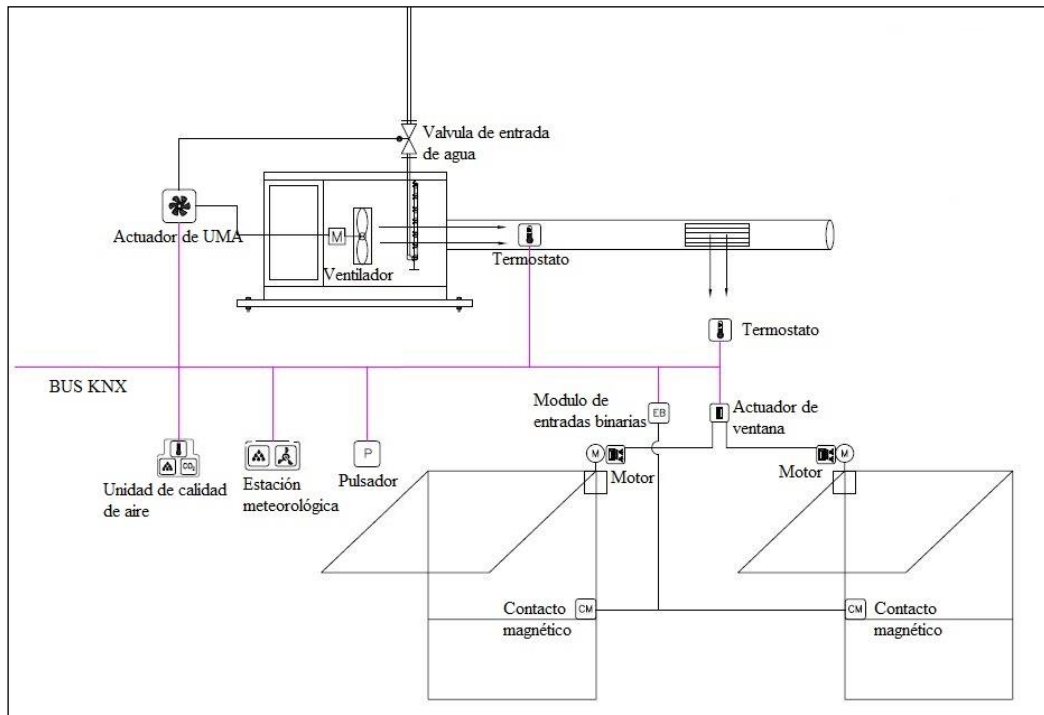 Valvula de entrada
de agua
Actuador de UMA
M
Ventilador
Termostato
Termostato
BUS KNX
Modulo de
entradas binarias
EB
Actuador de
ventana
CO₂
Unidad de calidad
de aire
Estación
meteorológica
P
Pulsador
M
Motor
M
Motor
Contacto
magnético
CM
CM
Contacto
magnético